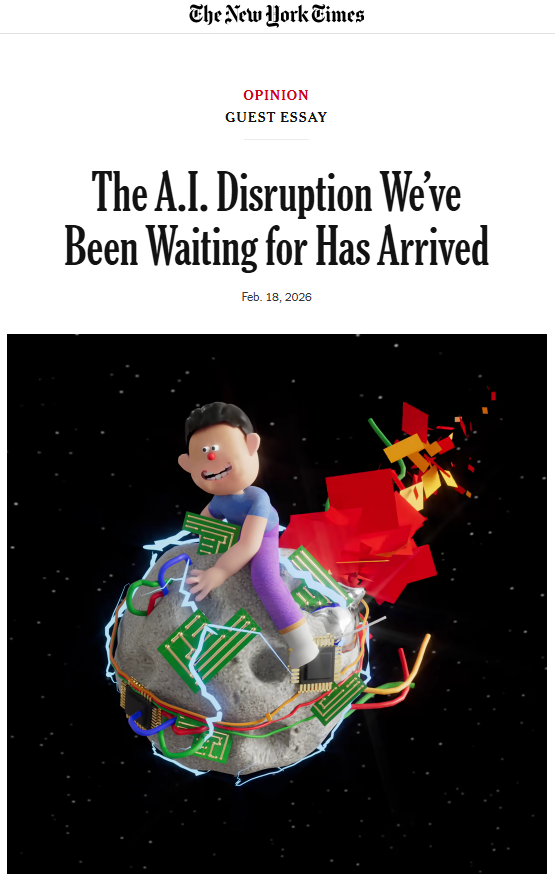 The New York Times
OPINION
GUEST ESSAY
The A.I. Disruption We’ve
Been Waiting for Has Arrived
Feb. 18, 2026